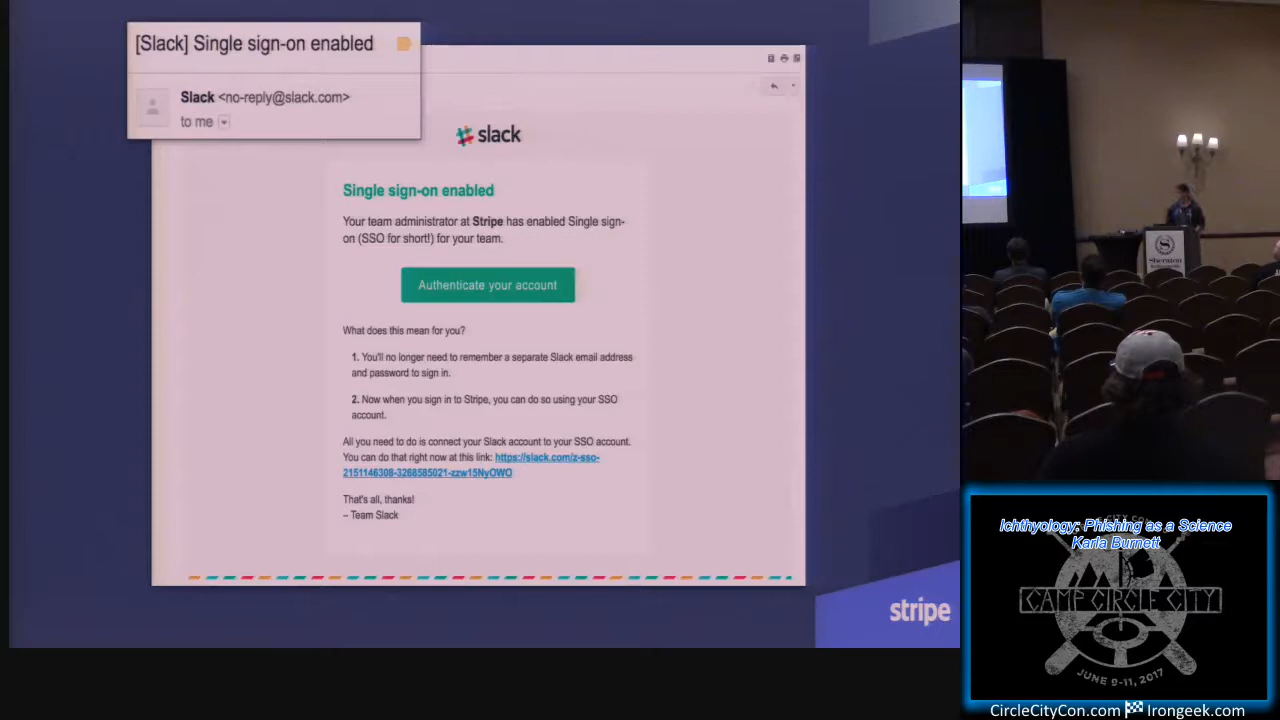 [Slack] Single sign-on enabled
Slack <no-reply@slack.com>
to me
slack
Single sign-on enabled
Your team administrator at Stripe has enabled Single sign-
on (SSO for short!) for your team.
Authenticate your account
What does this mean for you?
1. You'll no longer need to remember a separate Slack email address
and password to sign in.
2. Now when you sign in to Stripe, you can do so using your SSO
account.
All you need to do is connect your Slack account to your SSO account.
You can do that right now at this link: https://slack.com/z-sso-
2151146308-3268585021-zzw15NyOWO
That's all, thanks!
– Team Slack
stripe
Sheraton
Ichthyology: Phishing as a Science
Karla Burnett
CAMP CIRCLE CITY
JUNE 9-11, 2017
CircleCityCon.com Irongeek.com